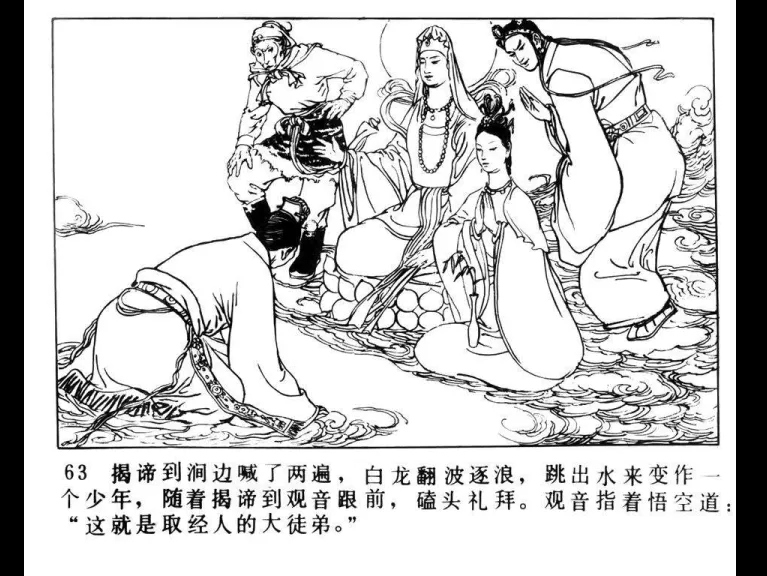 63 揭谛到涧边喊了两遍，白龙翻波逐浪，跳出水来变作一
个少年，随着揭谛到观音跟前，磕头礼拜。观音指着悟空道：
“这就是取经人的大徒弟。”